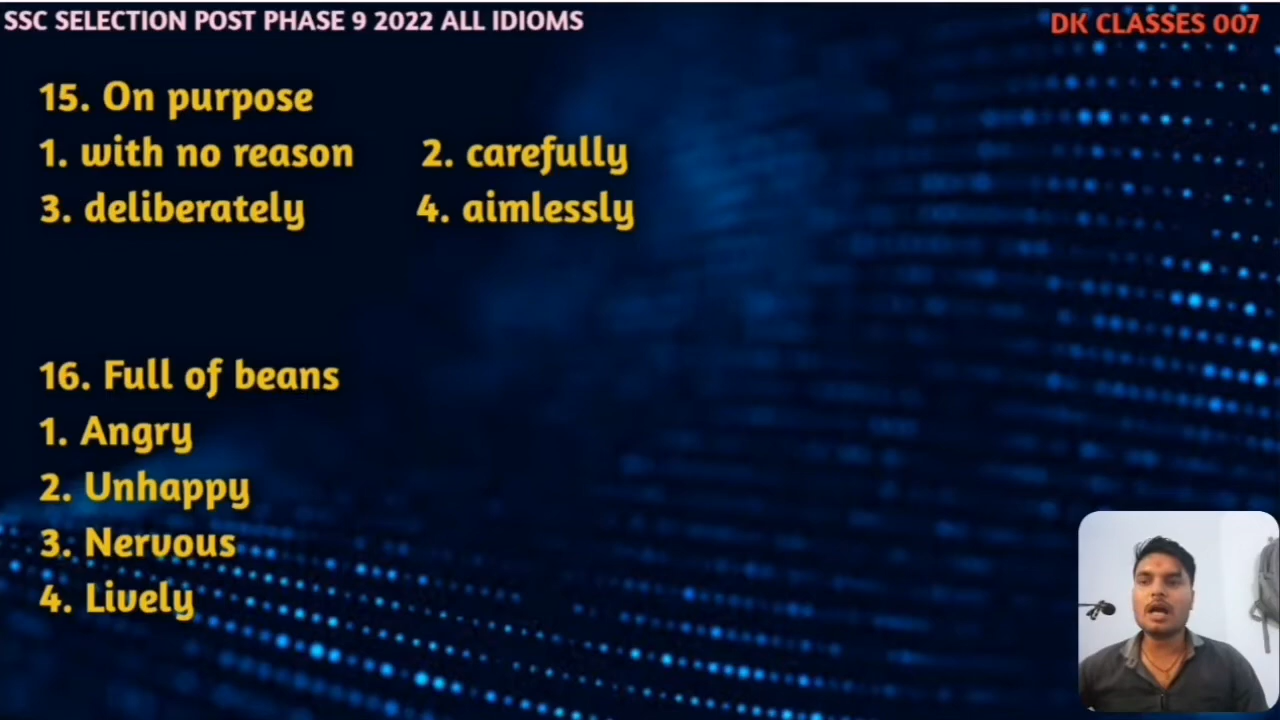 SSC SELECTION POST PHASE 9 2022 ALL IDIOMS
DK CLASSES 007
15. On purpose
1. with no reason 2. carefully
3. deliberately 4. aimlessly
16. Full of beans
1. Angry
2. Unhappy
3. Nervous
4. Lively